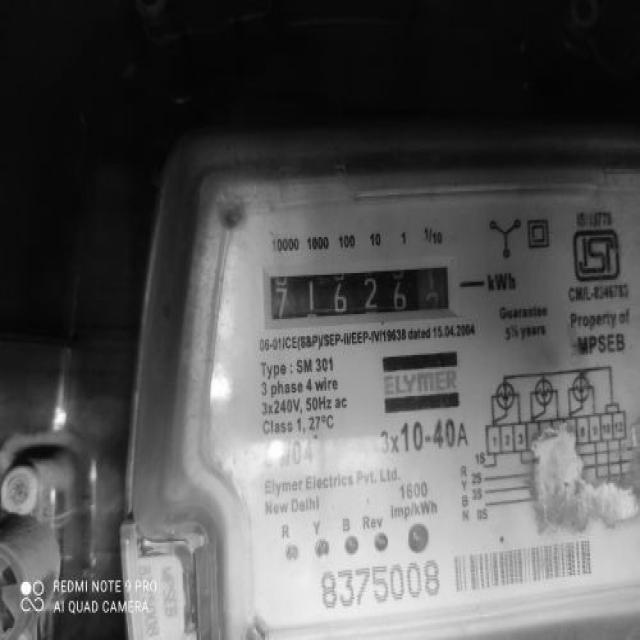 10000 1000 100 10 1 1/10
7 1 6 2 6
kWh
06-01/CE(S&P)/SEP-II/EEP-IV/19638 dated 15.04.2004
Type : SM 301
3 phase 4 wire
3x240V, 50Hz ac
Class 1, 27°C
ELYMER
3x10-40A
Elymer Electrics Pvt. Ltd.
New Delhi
1600
imp/kWh
R Y B Rev
8375008
Guarantee
5½ years
Property of
MPSEB
REDMI NOTE 9 PRO
AI QUAD CAMERA